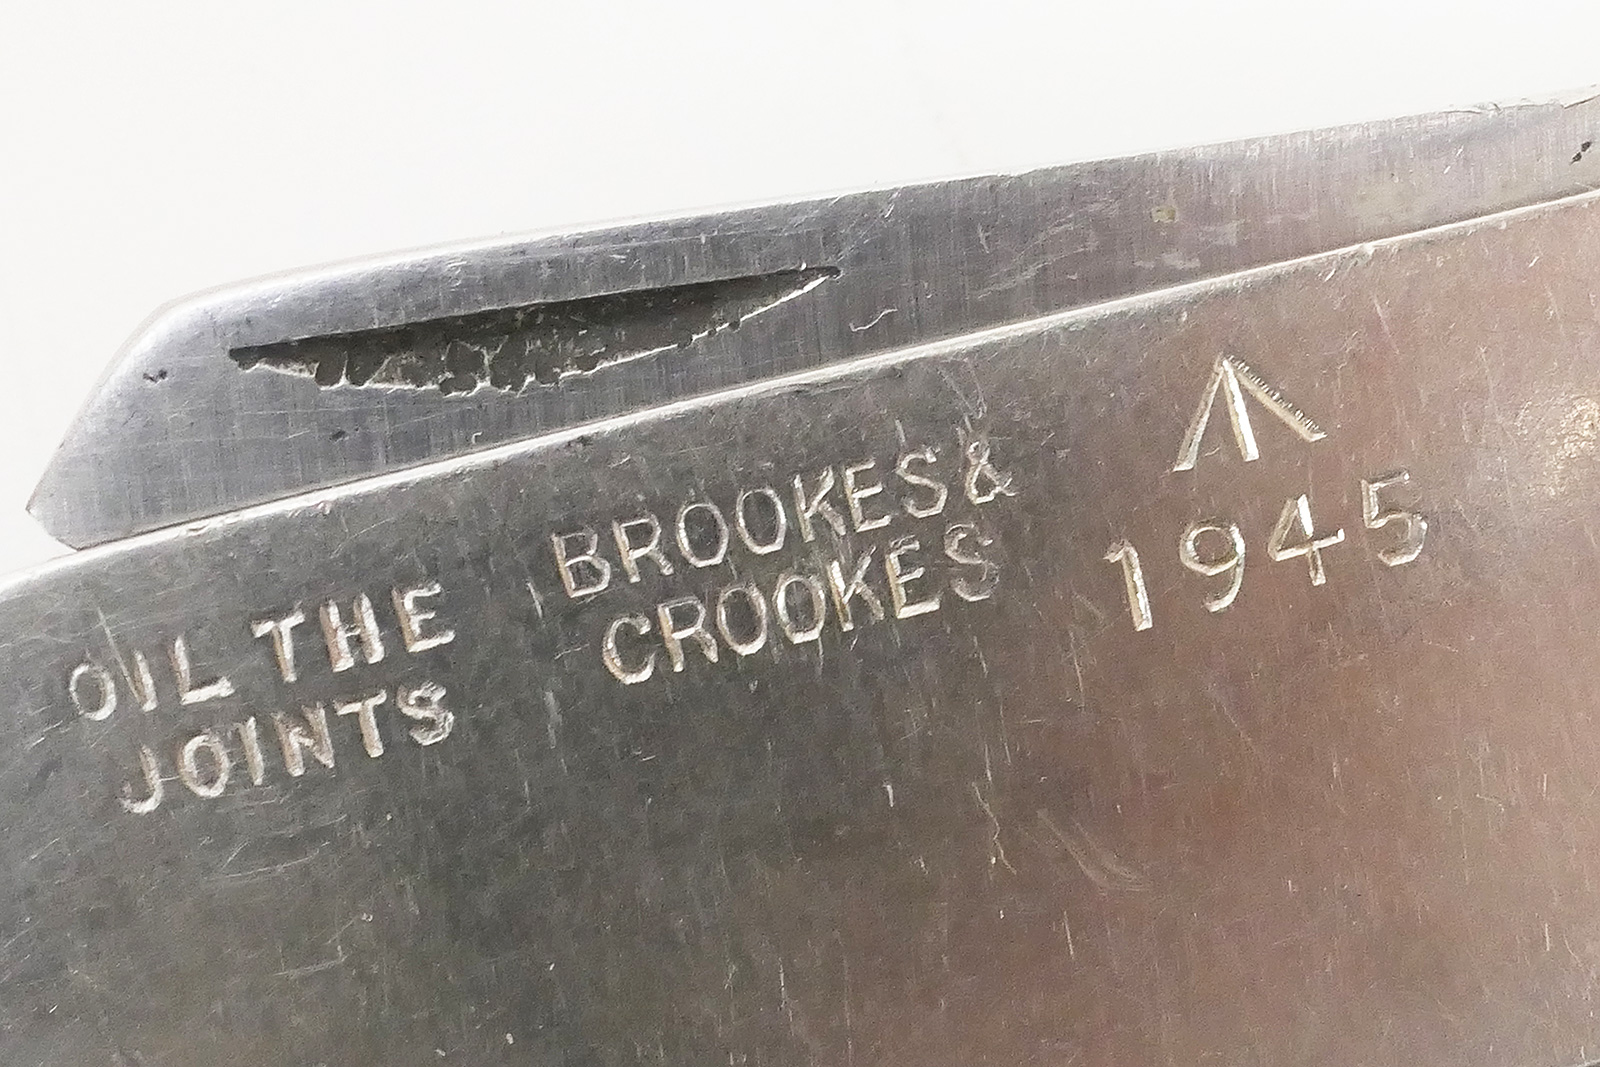 OIL THE
JOINTS
BROOKES &
CROOKES
1945